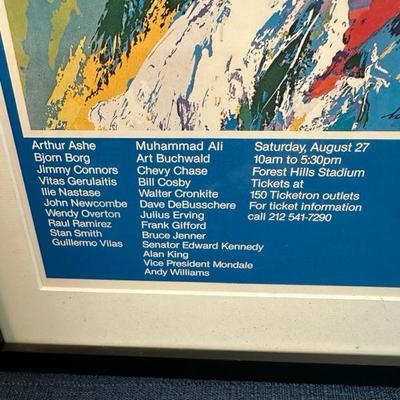 Arthur Ashe
Bjorn Borg
Jimmy Connors
Vitas Gerulaitis
Ilie Nastase
John Newcombe
Wendy Overton
Raul Ramirez
Stan Smith
Guillermo Vilas
Muhammad Ali
Art Buchwald
Chevy Chase
Bill Cosby
Walter Cronkite
Dave DeBusschere
Julius Erving
Frank Gifford
Bruce Jenner
Senator Edward Kennedy
Alan King
Vice President Mondale
Andy Williams
Saturday, August 27
10am to 5:30pm
Forest Hills Stadium
Tickets at
150 Ticketron outlets
For ticket information
call 212 541-7290